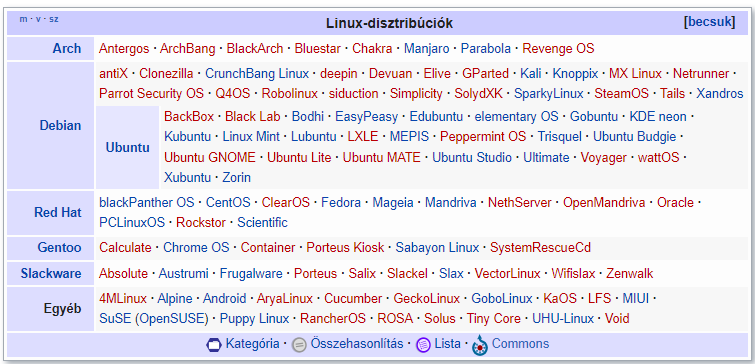 m · v · sz
Linux-disztribúciók
[becsuk]
Arch
Antergos · ArchBang · BlackArch · Bluestar · Chakra · Manjaro · Parabola · Revenge OS
Debian
antiX · Clonezilla · CrunchBang Linux · deepin · Devuan · Elive · GParted · Kali · Knoppix · MX Linux · Netrunner ·
Parrot Security OS · Q4OS · Robolinux · siduction · Simplicity · SolydXK · SparkyLinux · SteamOS · Tails · Xandros
Ubuntu
BackBox · Black Lab · Bodhi · EasyPeasy · Edubuntu · elementary OS · Gobuntu · KDE neon ·
Kubuntu · Linux Mint · Lubuntu · LXLE · MEPIS · Peppermint OS · Trisquel · Ubuntu Budgie ·
Ubuntu GNOME · Ubuntu Lite · Ubuntu MATE · Ubuntu Studio · Ultimate · Voyager · wattOS ·
Xubuntu · Zorin
Red Hat
blackPanther OS · CentOS · ClearOS · Fedora · Mageia · Mandriva · NethServer · OpenMandriva · Oracle ·
PCLinuxOS · Rockstor · Scientific
Gentoo
Calculate · Chrome OS · Container · Porteus Kiosk · Sabayon Linux · SystemRescueCd
Slackware
Absolute · Austrumi · Frugalware · Porteus · Salix · Slackel · Slax · VectorLinux · Wifislax · Zenwalk
Egyéb
4MLinux · Alpine · Android · AryaLinux · Cucumber · GeckoLinux · GoboLinux · KaOS · LFS · MIUI ·
SuSE (OpenSUSE) · Puppy Linux · RancherOS · ROSA · Solus · Tiny Core · UHU-Linux · Void
Kategória · Összehasonlítás · Lista · Commons